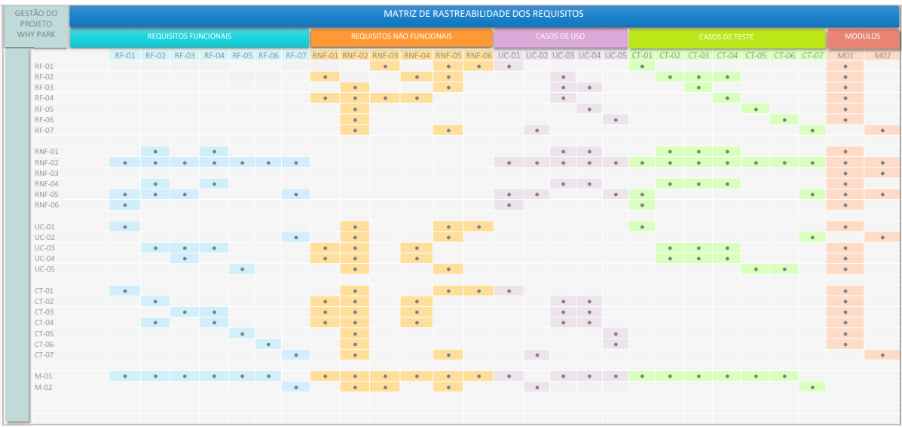 GESTÃO DO
PROJETO
WHY PARK
MATRIZ DE RASTREABILIDADE DOS REQUISITOS
REQUISITOS FUNCIONAIS REQUISITOS NÃO FUNCIONAIS CASOS DE USO CASOS DE TESTE MÓDULOS
RF-01 RF-02 RF-03 RF-04 RF-05 RF-06 RF-07 RNF-01 RNF-02 RNF-03 RNF-04 RNF-05 RNF-06 UC-01 UC-02 UC-03 UC-04 UC-05 CT-01 CT-02 CT-03 CT-04 CT-05 CT-06 CT-07 M01 M02
RF-01
RF-02
RF-03
RF-04
RF-05
RF-06
RF-07
RNF-01
RNF-02
RNF-03
RNF-04
RNF-05
RNF-06
UC-01
UC-02
UC-03
UC-04
UC-05
CT-01
CT-02
CT-03
CT-04
CT-05
CT-06
CT-07
M-01
M-02